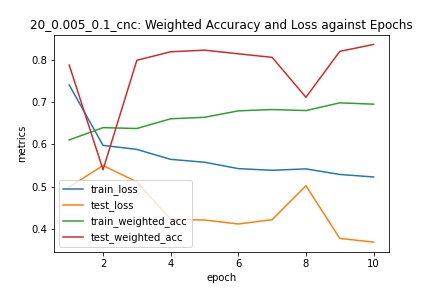 20_0.005_0.1_cnc: Weighted Accuracy and Loss against Epochs
metrics
0.8
0.7
0.6
0.5
0.4
train_loss
test_loss
train_weighted_acc
test_weighted_acc
2
4
6
8
10
epoch